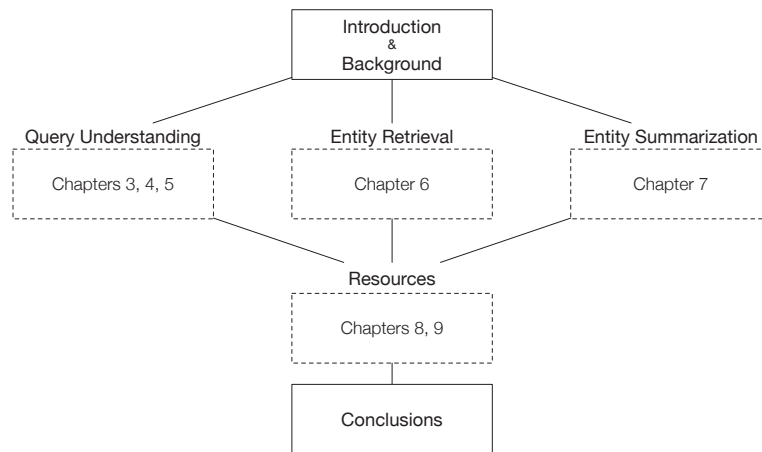 Introduction
&
Background
Query Understanding
Entity Retrieval
Entity Summarization
Chapters 3, 4, 5
Chapter 6
Chapter 7
Resources
Chapters 8, 9
Conclusions